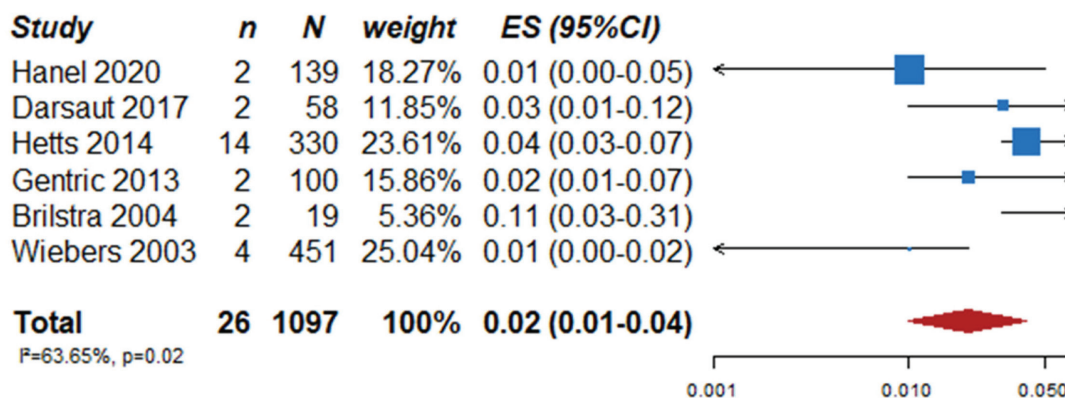 Study n N weight ES (95%CI)
Hanel 2020 2 139 18.27% 0.01 (0.00-0.05)
Darsaut 2017 2 58 11.85% 0.03 (0.01-0.12)
Hetts 2014 14 330 23.61% 0.04 (0.03-0.07)
Gentric 2013 2 100 15.86% 0.02 (0.01-0.07)
Brilstra 2004 2 19 5.36% 0.11 (0.03-0.31)
Wiebers 2003 4 451 25.04% 0.01 (0.00-0.02)
Total 26 1097 100% 0.02 (0.01-0.04)
I²=63.65%, p=0.02
0.001 0.010 0.050